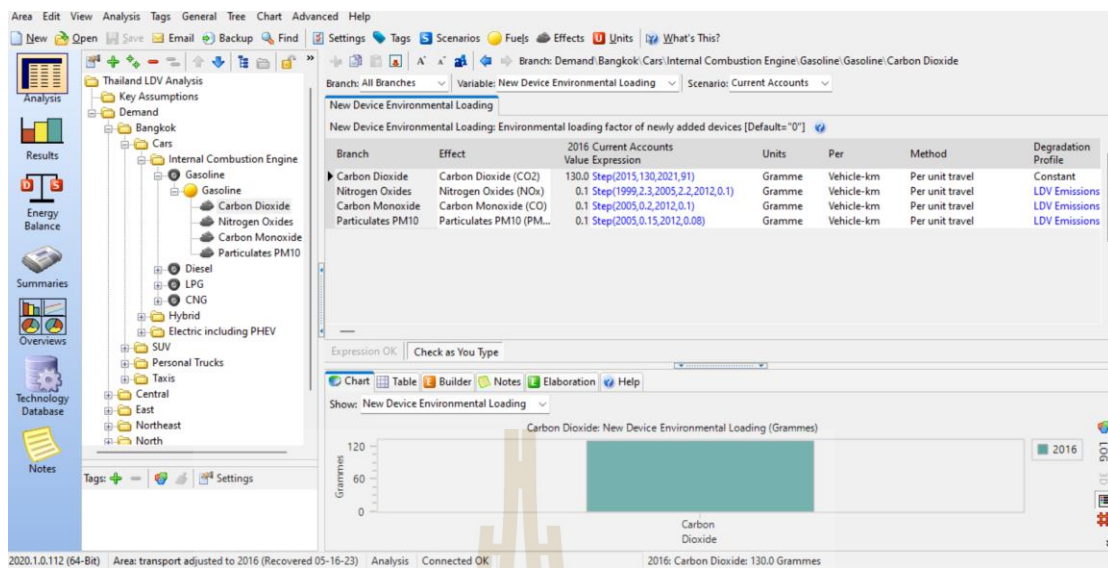 Area Edit View Analysis Tags General Tree Chart Advanced Help
New Open Save Email Backup Find Settings Tags Scenarios Fuels Effects Units What's This?
Analysis
Results
Energy Balance
Summaries
Overviews
Technology Database
Notes
Thailand LDV Analysis
Key Assumptions
Demand
Bangkok
Cars
Internal Combustion Engine
Gasoline
Gasoline
Carbon Dioxide
Nitrogen Oxides
Carbon Monoxide
Particulates PM10
Diesel
LPG
CNG
Hybrid
Electric including PHEV
SUV
Personal Trucks
Taxis
Central
East
Northeast
North
Tags: Settings
Branch: Demand\Bangkok\Cars\Internal Combustion Engine\Gasoline\Gasoline\Carbon Dioxide
Branch: All Branches Variable: New Device Environmental Loading Scenario: Current Accounts
New Device Environmental Loading
New Device Environmental Loading: Environmental loading factor of newly added devices [Default="0"]
Branch Effect 2016 Value Current Accounts Expression Units Per Method Degradation Profile
Carbon Dioxide Carbon Dioxide (CO2) 130.0 Step(2015,130,2021,91) Gramme Vehicle-km Per unit travel Constant
Nitrogen Oxides Nitrogen Oxides (NOx) 0.1 Step(1999,2.3,2005,2.2,2012,0.1) Gramme Vehicle-km Per unit travel LDV Emissions
Carbon Monoxide Carbon Monoxide (CO) 0.1 Step(2005,0.2,2012,0.1) Gramme Vehicle-km Per unit travel LDV Emissions
Particulates PM10 Particulates PM10 (PM... 0.1 Step(2005,0.15,2012,0.08) Gramme Vehicle-km Per unit travel LDV Emissions
Expression OK Check as You Type
Chart Table Builder Notes Elaboration Help
Show: New Device Environmental Loading
Carbon Dioxide: New Device Environmental Loading (Grammes)
Grammes
120
60
0
Carbon Dioxide
2016
LOG
3D
2020.1.0.112 (64-Bit) Area: transport adjusted to 2016 (Recovered 05-16-23) Analysis Connected OK 2016: Carbon Dioxide: 130.0 Grammes